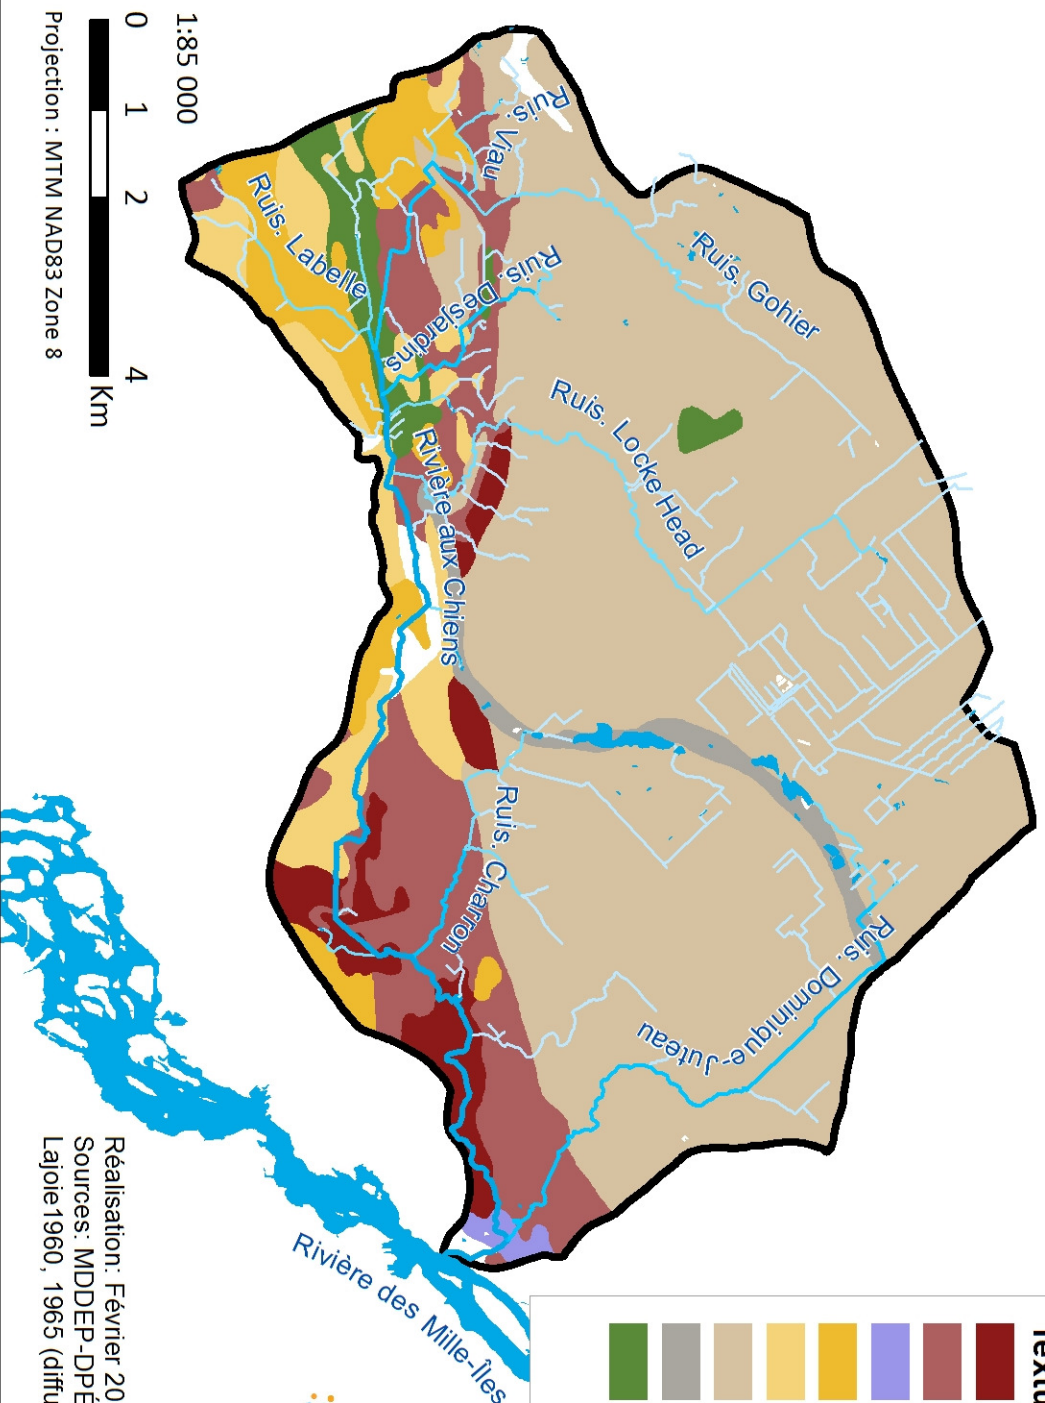 1:85 000
0 1 2 4
Km
Projection : MTM NAD83 Zone 8
Ruis. Viau
Ruis. Gohier
Ruis. Labelle
Ruis. Desjardins
Ruis. Locke Head
Rivière aux Chiens
Ruis. Charron
Ruis. Dominique-Juteau
Rivière des Mille-Îles
Réalisation: Février 20
Sources: MDDEP-DPÉ
Lajoie1960, 1965 (diffu